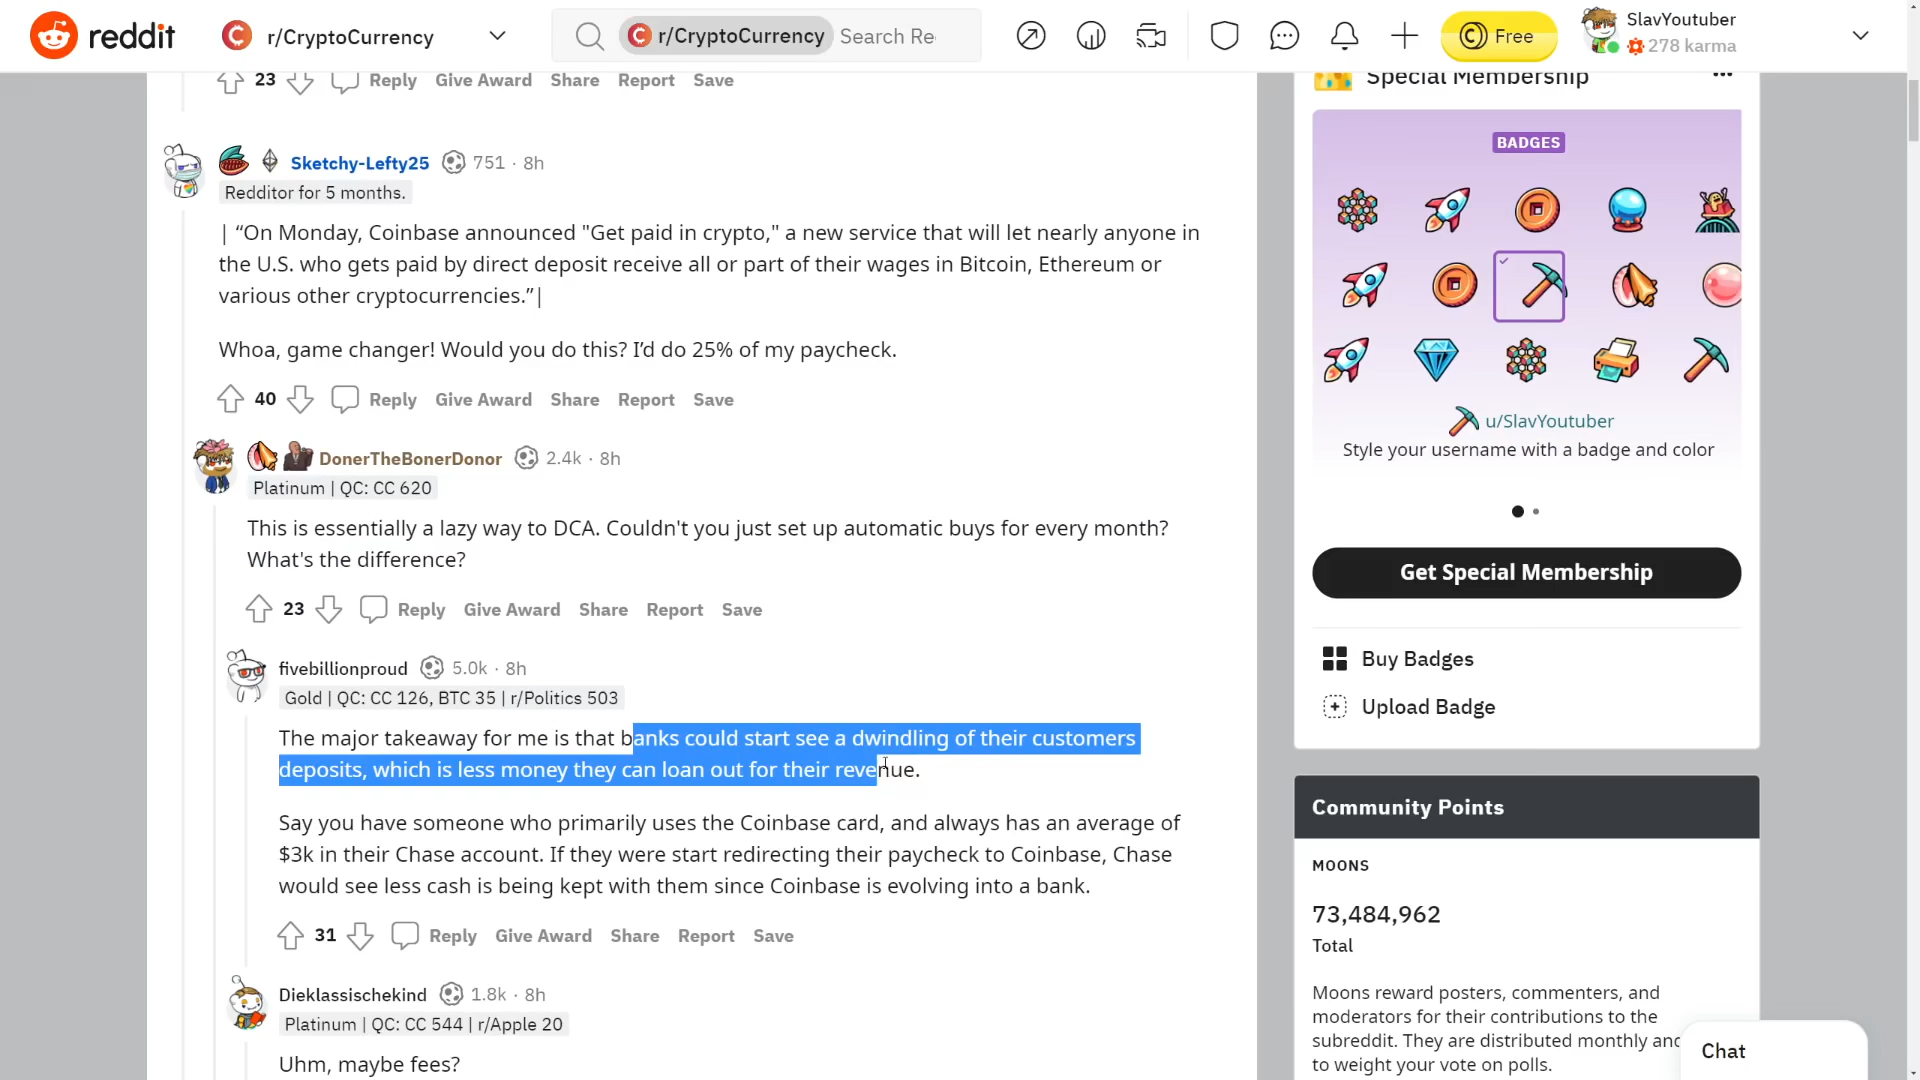 reddit
r/CryptoCurrency
r/CryptoCurrency Search Re
Free
SlavYoutuber
278 karma
23 Reply Give Award Share Report Save
Sketchy-Lefty25 751 · 8h
Redditor for 5 months.
| “On Monday, Coinbase announced "Get paid in crypto," a new service that will let nearly anyone in
the U.S. who gets paid by direct deposit receive all or part of their wages in Bitcoin, Ethereum or
various other cryptocurrencies.”|
Whoa, game changer! Would you do this? I’d do 25% of my paycheck.
40 Reply Give Award Share Report Save
DonerTheBonerDonor 2.4k · 8h
Platinum | QC: CC 620
This is essentially a lazy way to DCA. Couldn't you just set up automatic buys for every month?
What's the difference?
23 Reply Give Award Share Report Save
fivebillionproud 5.0k · 8h
Gold | QC: CC 126, BTC 35 | r/Politics 503
The major takeaway for me is that banks could start see a dwindling of their customers
deposits, which is less money they can loan out for their revenue.
Say you have someone who primarily uses the Coinbase card, and always has an average of
$3k in their Chase account. If they were start redirecting their paycheck to Coinbase, Chase
would see less cash is being kept with them since Coinbase is evolving into a bank.
31 Reply Give Award Share Report Save
Dieklassischekind 1.8k · 8h
Platinum | QC: CC 544 | r/Apple 20
Uhm, maybe fees?
Special Membership
BADGES
u/SlavYoutuber
Style your username with a badge and color
Get Special Membership
Buy Badges
Upload Badge
Community Points
MOONS
73,484,962
Total
Moons reward posters, commenters, and
moderators for their contributions to the
subreddit. They are distributed monthly and
to weight your vote on polls.
Chat